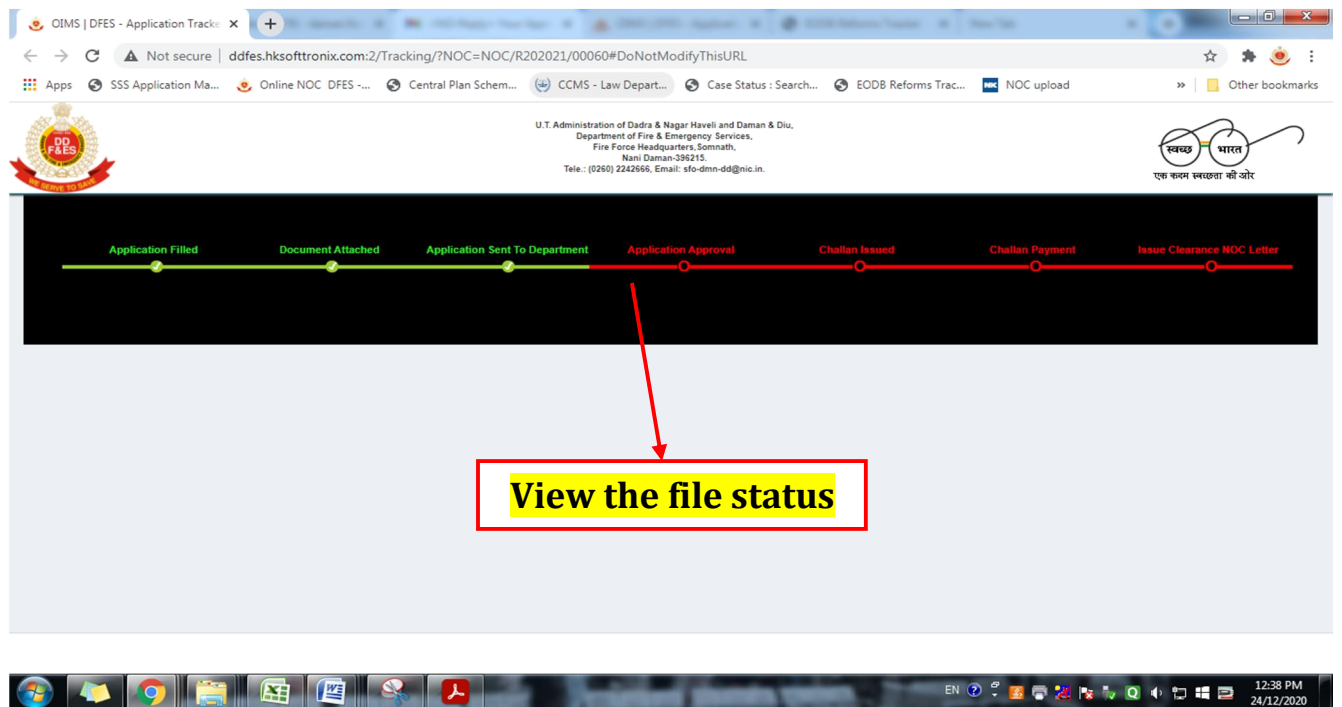 OIMS | DFES - Application Tracke
Not secure | ddfes.hksofttronix.com:2/Tracking/?NOC=NOC/R202021/00060#DoNotModifyThisURL
Apps SSS Application Ma... Online NOC DFES -... Central Plan Schem... CCMS - Law Depart... Case Status : Search... EODB Reforms Trac... NOC upload » Other bookmarks
DD
F&ES
WE SERVE TO SAVE
U.T. Administration of Dadra & Nagar Haveli and Daman & Diu,
Department of Fire & Emergency Services,
Fire Force Headquarters,Somnath,
Nani Daman-396215.
Tele.: (0260) 2242666, Email: sfo-dmn-dd@nic.in.
स्वच्छ भारत
एक कदम स्वच्छता की ओर
Application Filled Document Attached Application Sent To Department Application Approval Challan Issued Challan Payment Issue Clearance NOC Letter
View the file status
EN 12:38 PM
24/12/2020